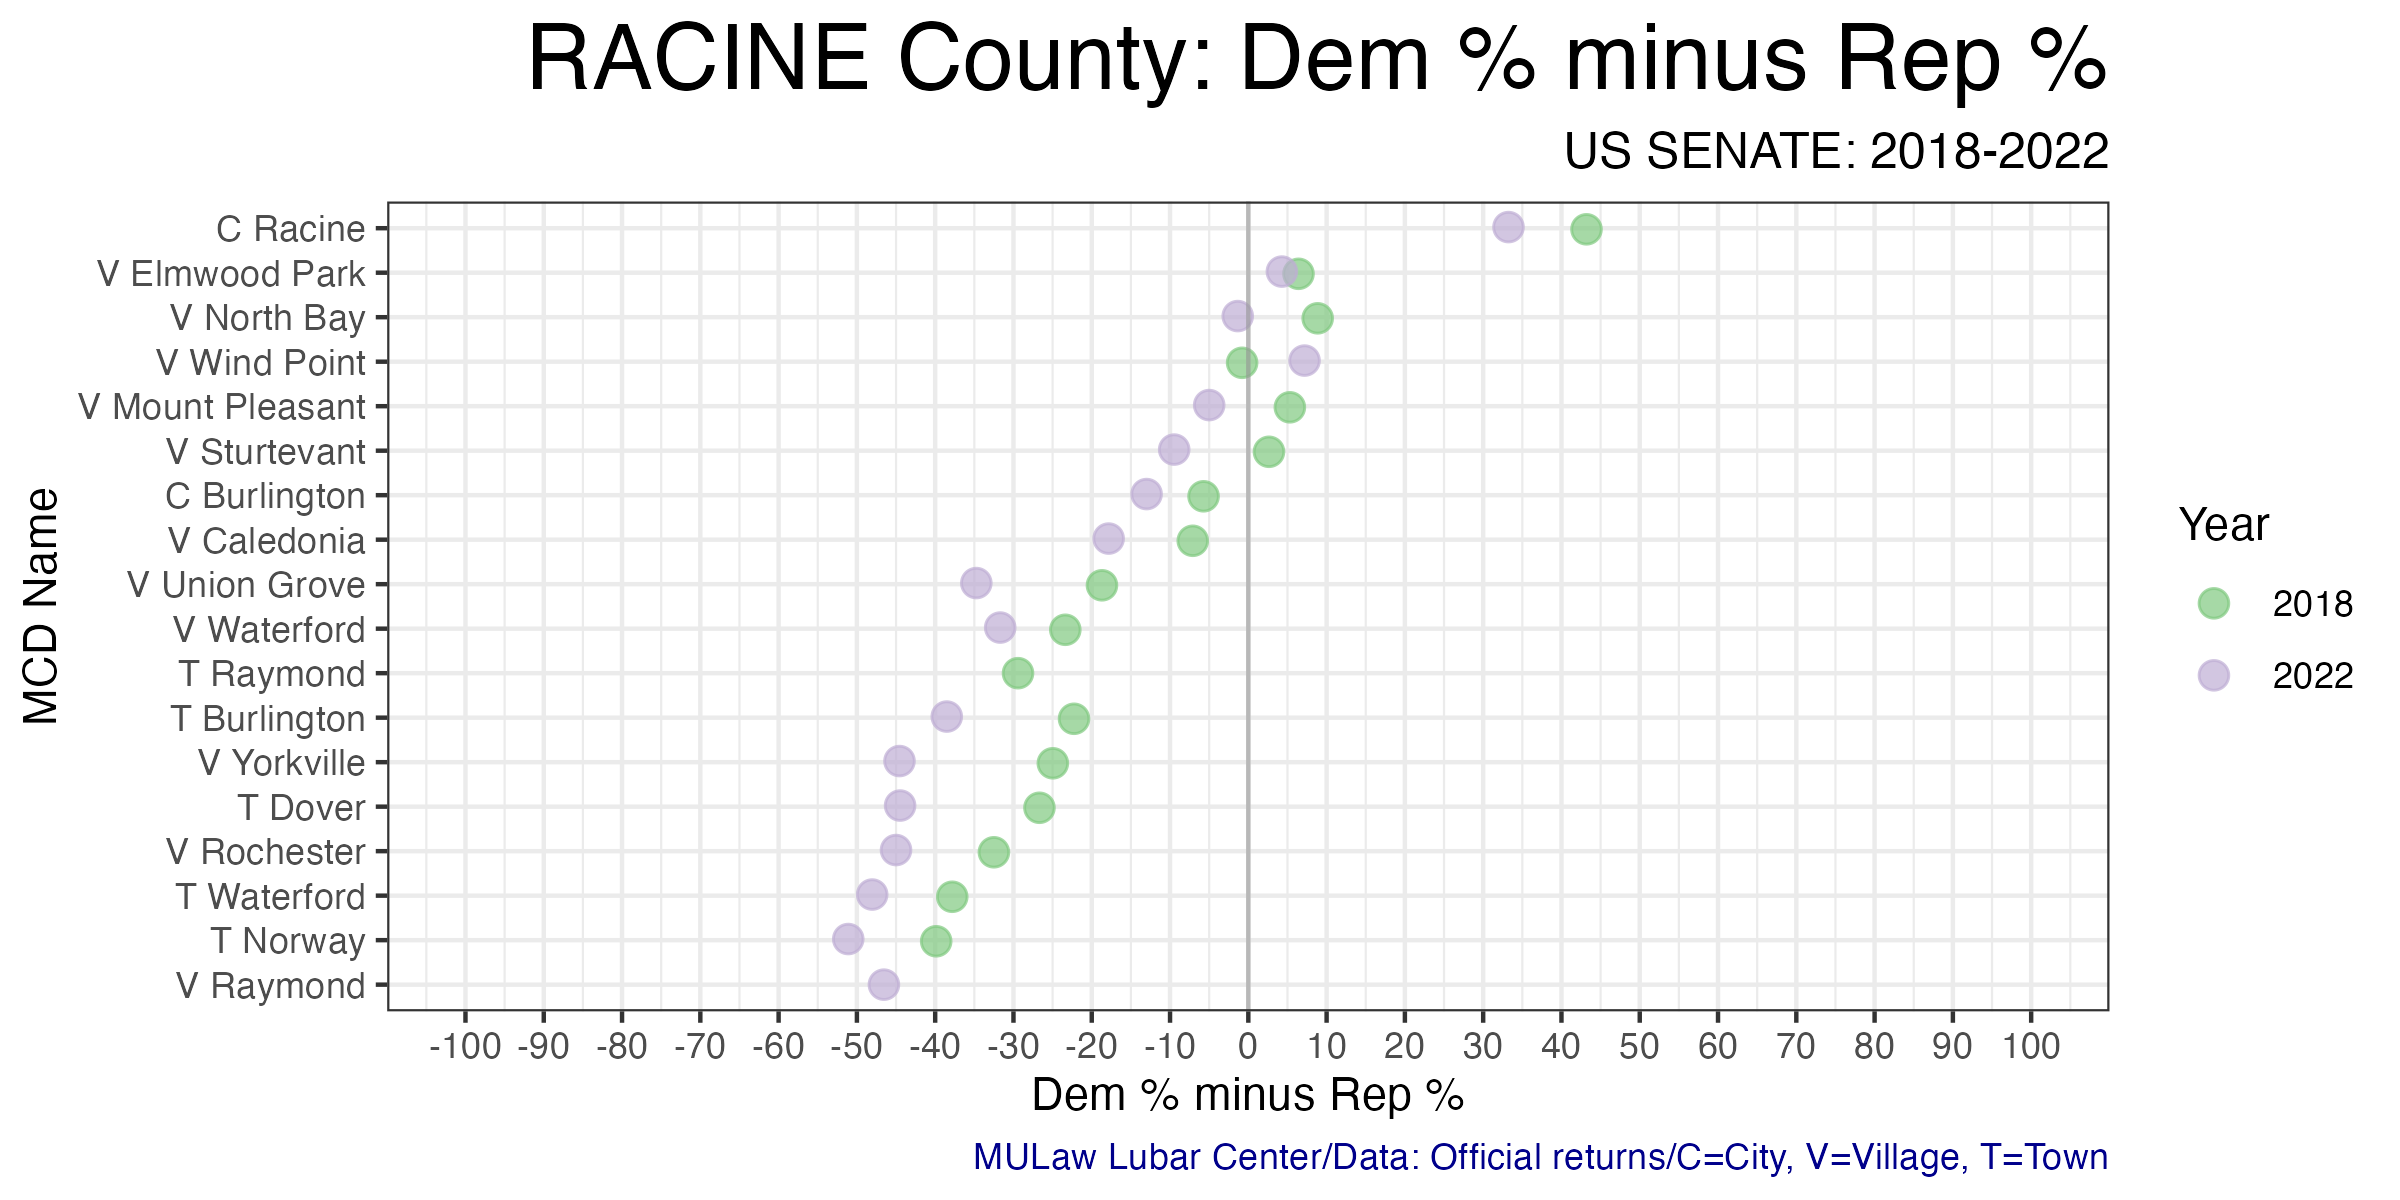 RACINE County: Dem % minus Rep %
US SENATE: 2018-2022
MCD Name
C Racine
V Elmwood Park
V North Bay
V Wind Point
V Mount Pleasant
V Sturtevant
C Burlington
V Caledonia
V Union Grove
V Waterford
T Raymond
T Burlington
V Yorkville
T Dover
V Rochester
T Waterford
T Norway
V Raymond
-100 -90 -80 -70 -60 -50 -40 -30 -20 -10 0 10 20 30 40 50 60 70 80 90 100
Dem % minus Rep %
Year
2018
2022
MULaw Lubar Center/Data: Official returns/C=City, V=Village, T=Town